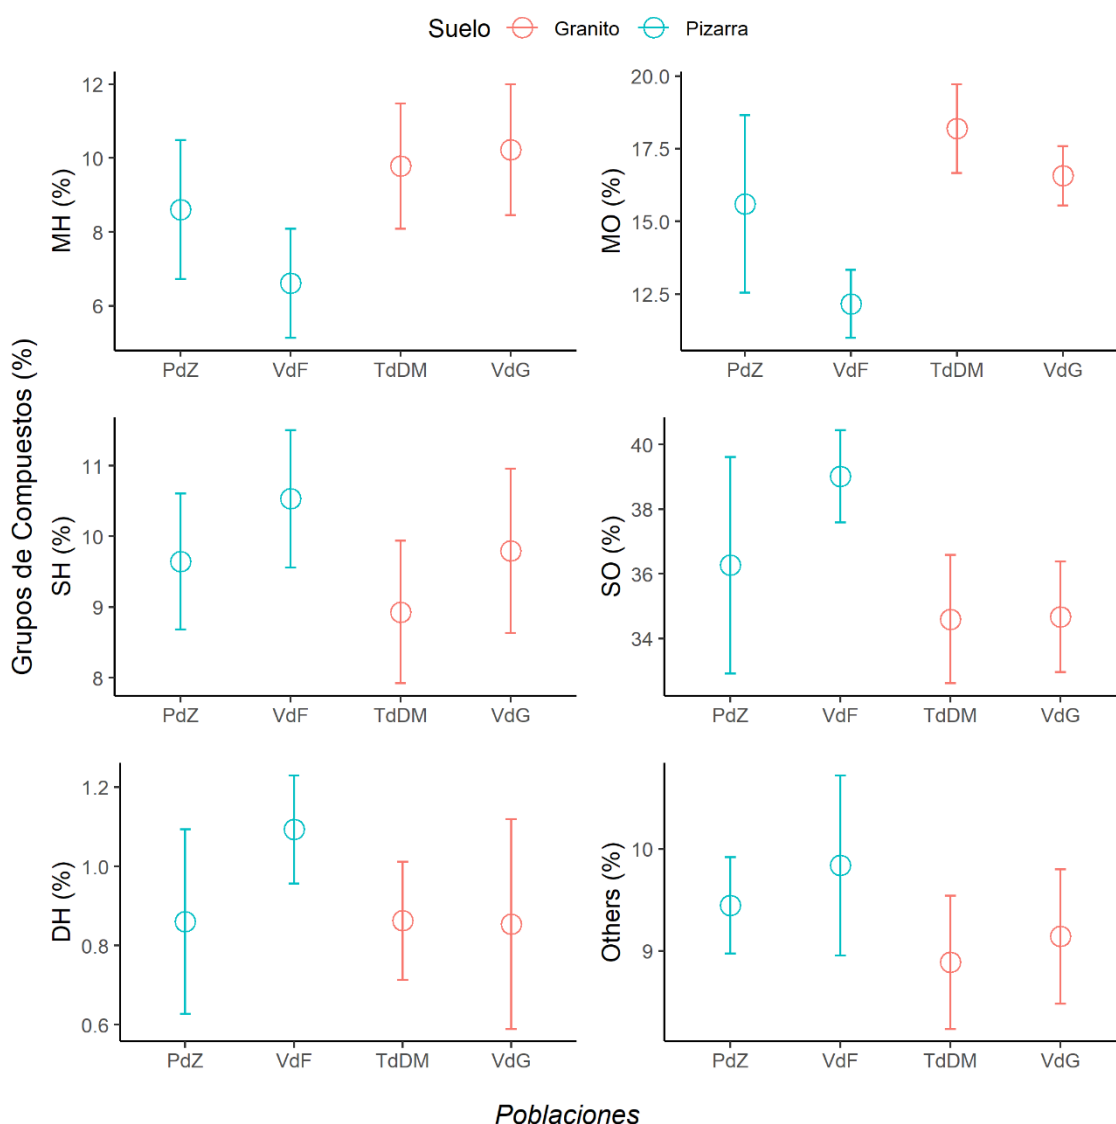 Suelo Granito Pizarra
Grupos de Compuestos (%)
MH (%)
12
10
8
6
PdZ VdF TdDM VdG
MO (%)
20.0
17.5
15.0
12.5
PdZ VdF TdDM VdG
SH (%)
11
10
9
8
PdZ VdF TdDM VdG
SO (%)
40
38
36
34
PdZ VdF TdDM VdG
DH (%)
1.2
1.0
0.8
0.6
PdZ VdF TdDM VdG
Others (%)
10
9
PdZ VdF TdDM VdG
Poblaciones